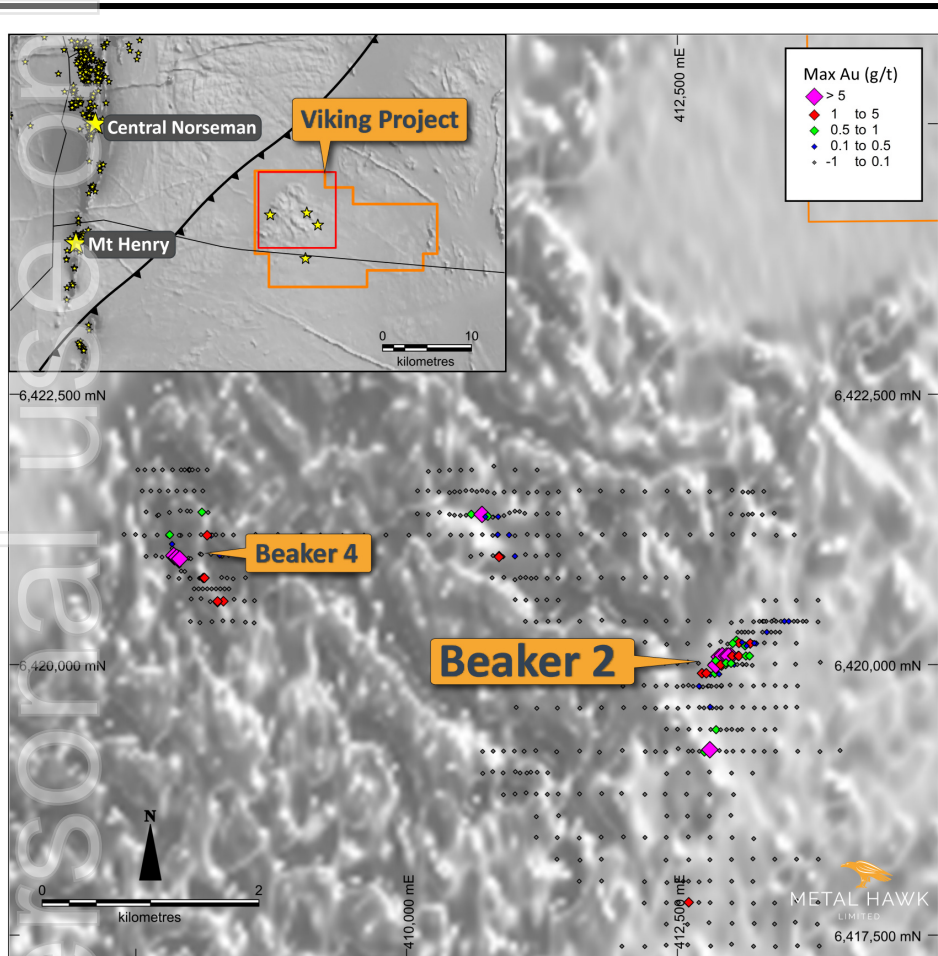 Central Norseman
Viking Project
Mt Henry
0 10
kilometres
412,500 mE
Max Au (g/t)
> 5
1 to 5
0.5 to 1
0.1 to 0.5
-1 to 0.1
6,422,500 mN
6,422,500 mN
Beaker 4
Beaker 2
6,420,000 mN
6,420,000 mN
N
0 2
kilometres
410,000 mE
412,500 mE
METAL HAWK
LIMITED
6,417,500 mN
ersonal use on